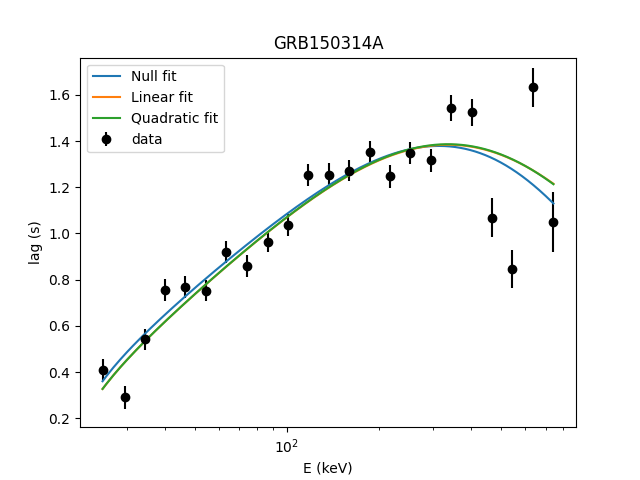 GRB150314A
Null fit
Linear fit
Quadratic fit
data
lag (s)
1.6
1.4
1.2
1.0
0.8
0.6
0.4
0.2
10²
E (keV)